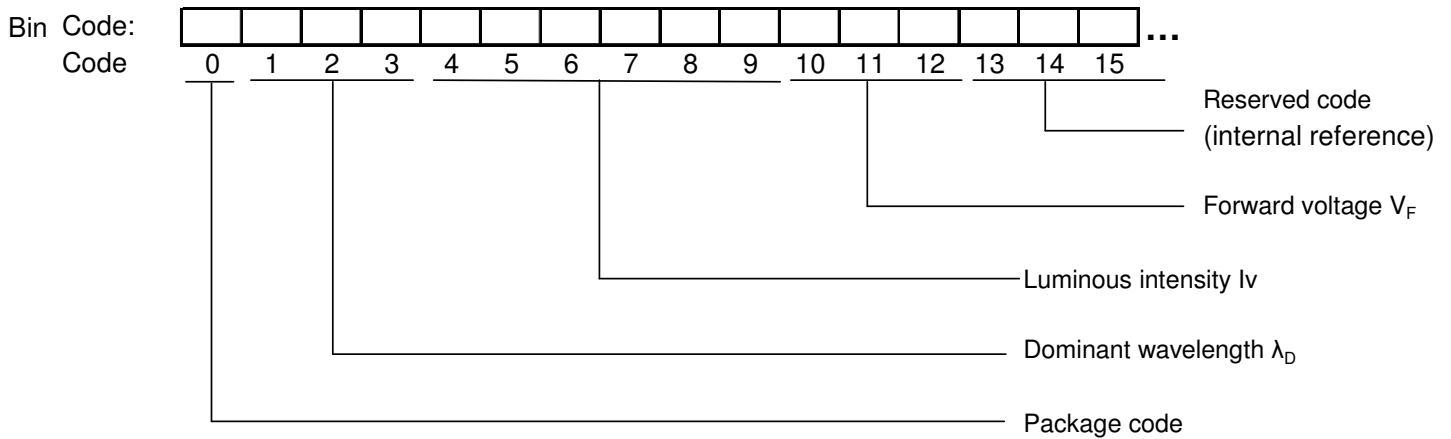 Bin Code: ...
Code 0 1 2 3 4 5 6 7 8 9 10 11 12 13 14 15
Reserved code
(internal reference)
Forward voltage VF
Luminous intensity Iv
Dominant wavelength λD
Package code